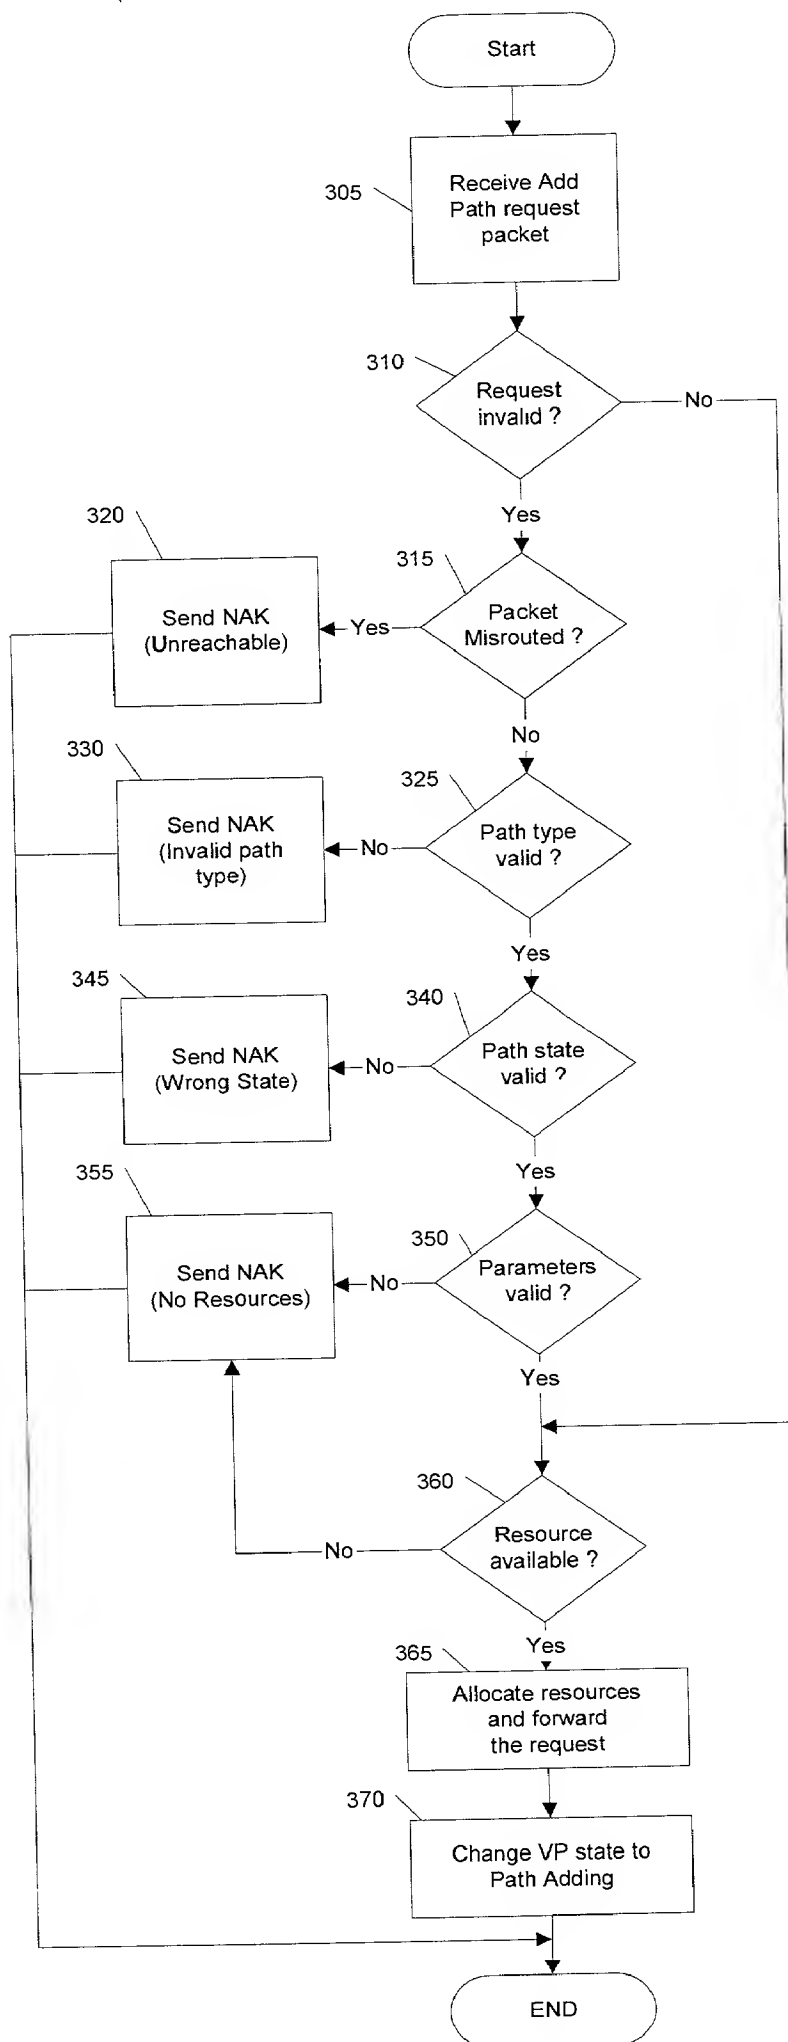 Start
305
Receive Add
Path request
packet
310
Request
invalid ?
No
Yes
320
315
Send NAK
(Unreachable)
Yes
Packet
Misrouted ?
No
330
325
Send NAK
(Invalid path
type)
No
Path type
valid ?
Yes
345
340
Send NAK
(Wrong State)
No
Path state
valid ?
Yes
355
350
Send NAK
(No Resources)
No
Parameters
valid ?
Yes
360
Resource
available ?
No
Yes
365
Allocate resources
and forward
the request
370
Change VP state to
Path Adding
END